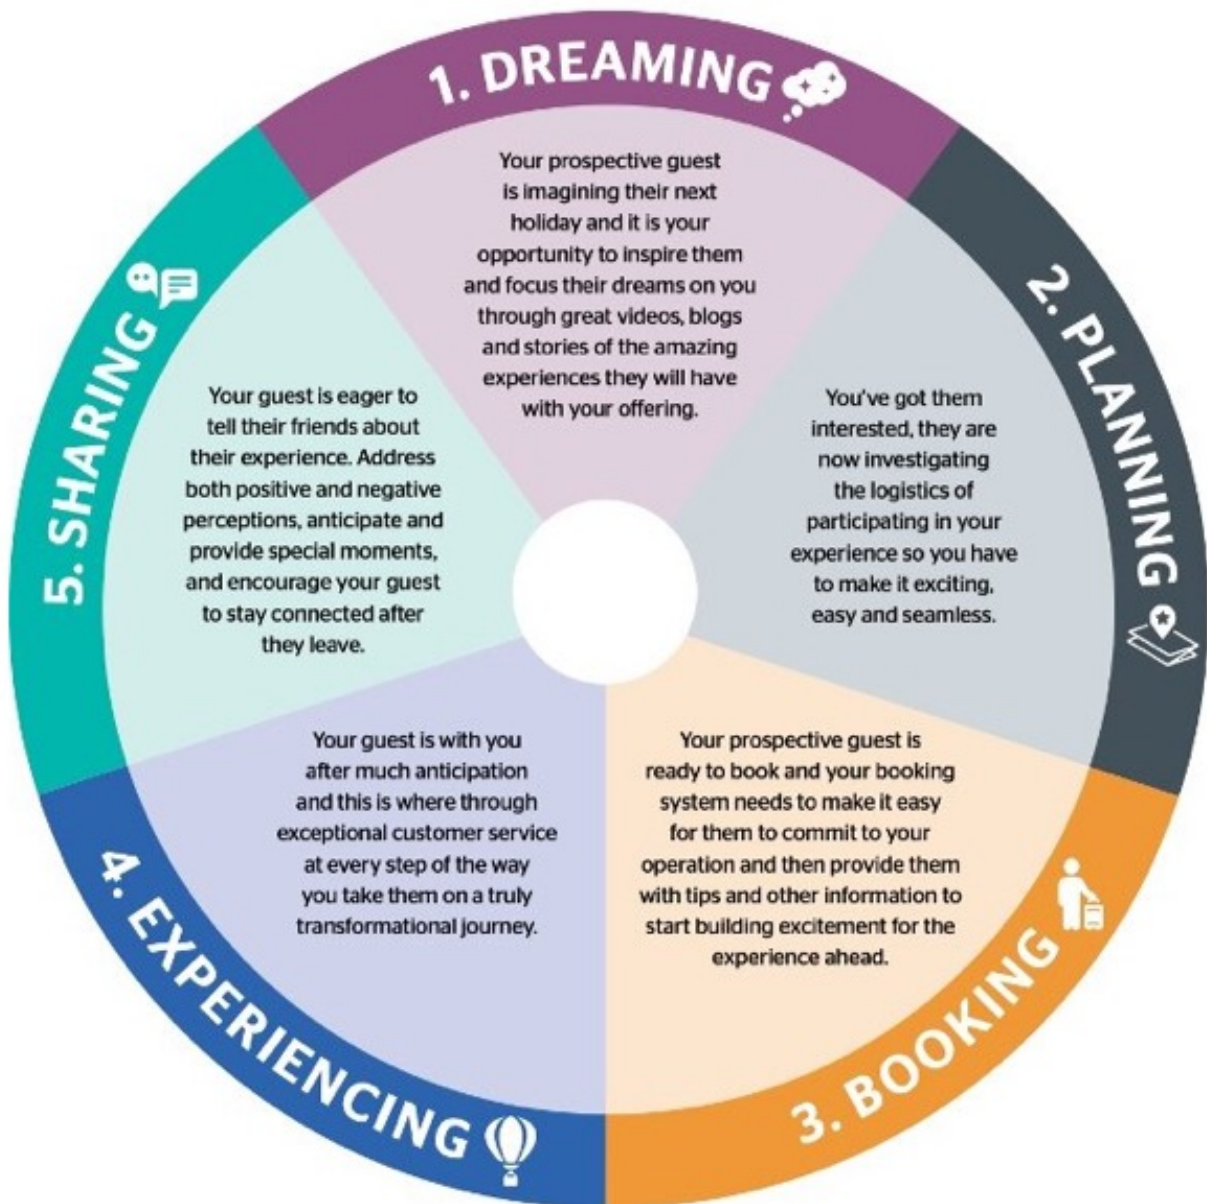 1. DREAMING
Your prospective guest
is imagining their next
holiday and it is your
opportunity to inspire them
and focus their dreams on you
through great videos, blogs
and stories of the amazing
experiences they will have
with your offering.
2. PLANNING
You've got them
interested, they are
now investigating
the logistics of
participating in your
experience so you have
to make it exciting,
easy and seamless.
3. BOOKING
Your prospective guest is
ready to book and your booking
system needs to make it easy
for them to commit to your
operation and then provide them
with tips and other information to
start building excitement for the
experience ahead.
4. EXPERIENCING
Your guest is with you
after much anticipation
and this is where through
exceptional customer service
at every step of the way
you take them on a truly
transformational journey.
5. SHARING
Your guest is eager to
tell their friends about
their experience. Address
both positive and negative
perceptions, anticipate and
provide special moments,
and encourage your guest
to stay connected after
they leave.